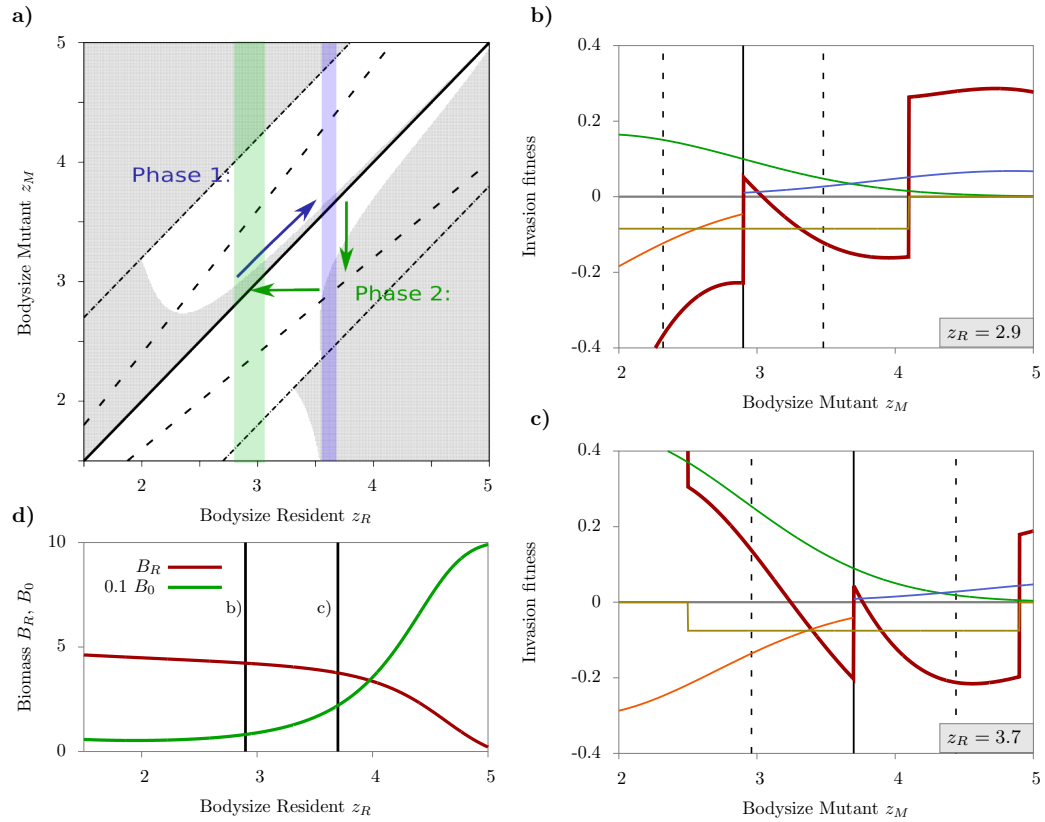 a)
5
4
3
2
2
3
4
5
Bodysize Mutant z_M
Bodysize Resident z_R
Phase 1:
Phase 2:
b)
0.4
0.2
0
-0.2
-0.4
2
3
4
5
Invasion fitness
Bodysize Mutant z_M
z_R = 2.9
c)
0.4
0.2
0
-0.2
-0.4
2
3
4
5
Invasion fitness
Bodysize Mutant z_M
z_R = 3.7
d)
10
5
0
2
3
4
5
Biomass B_R, B_0
Bodysize Resident z_R
B_R
0.1 B_0
b)
c)